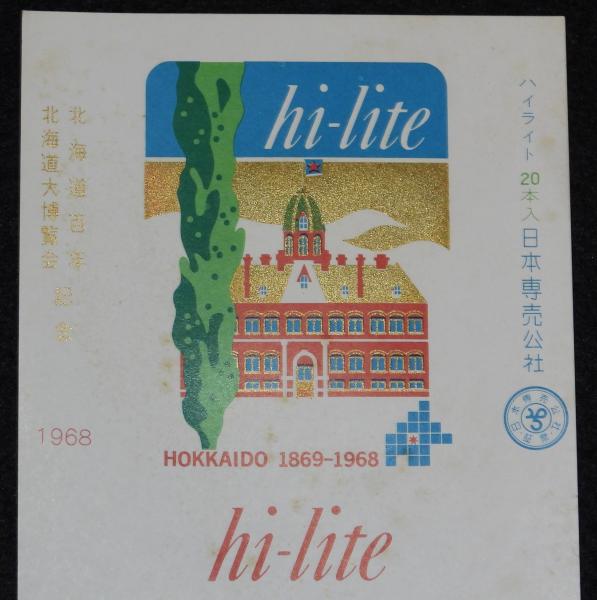 hi-lite
北海道百年
北海道大博覧会
記念
ハイライト 20本入 日本専売公社
1968
HOKKAIDO 1869-1968
hi-lite